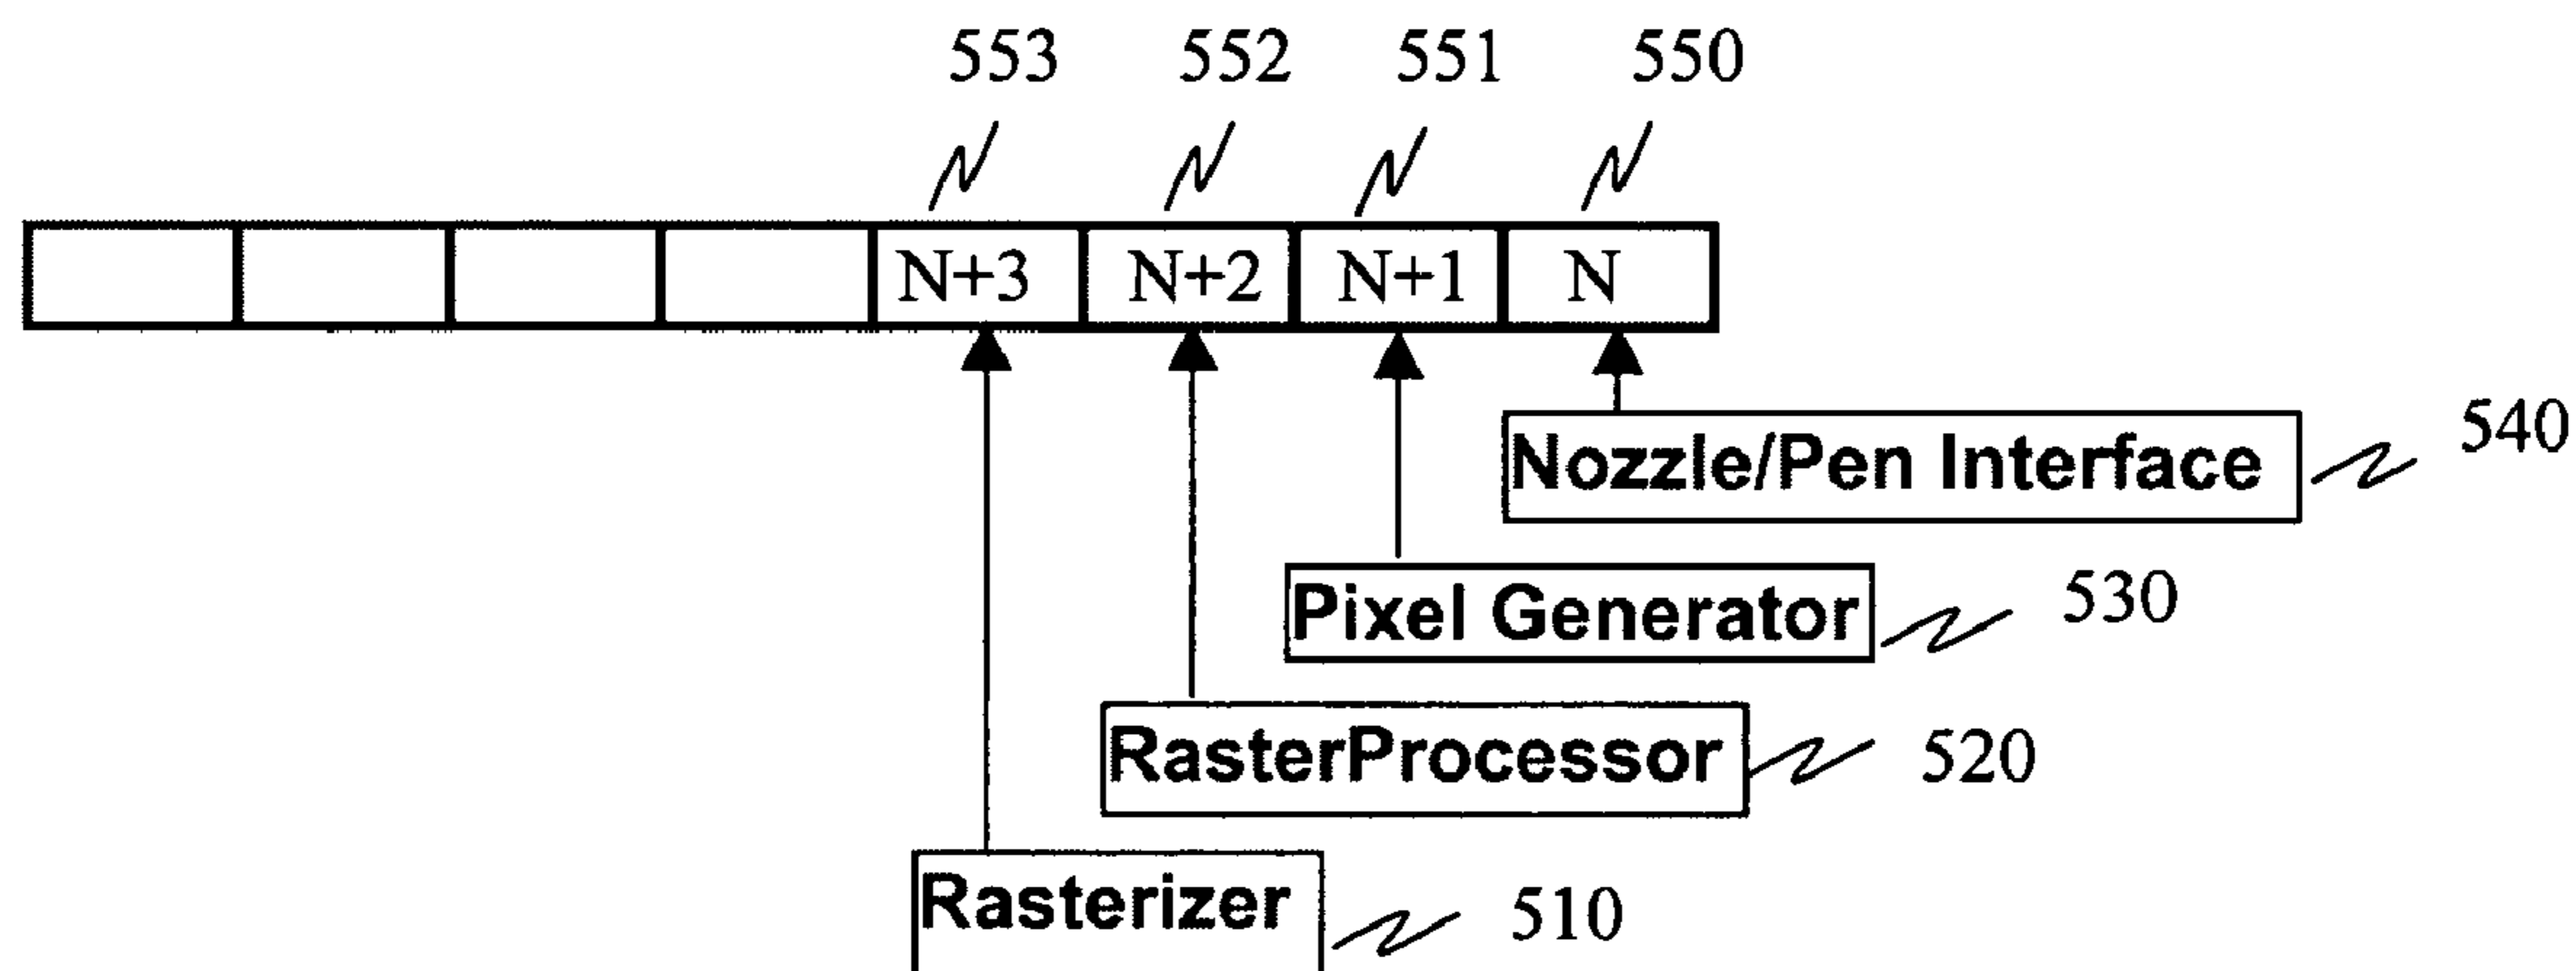 553 552 551 550
N+3 N+2 N+1 N
Nozzle/Pen Interface 540
Pixel Generator 530
RasterProcessor 520
Rasterizer 510